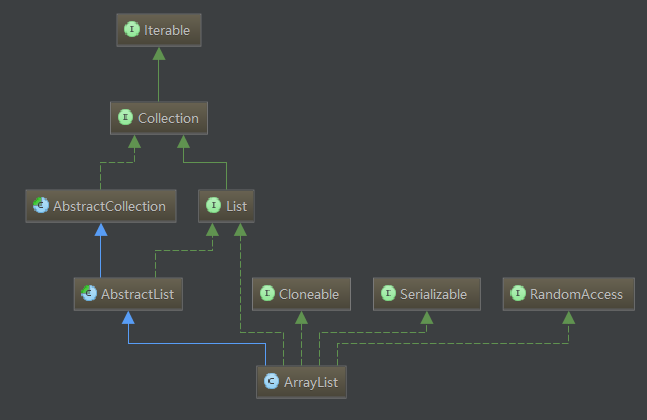 I Iterable
I Collection
C AbstractCollection
I List
C AbstractList
I Cloneable
I Serializable
I RandomAccess
C ArrayList